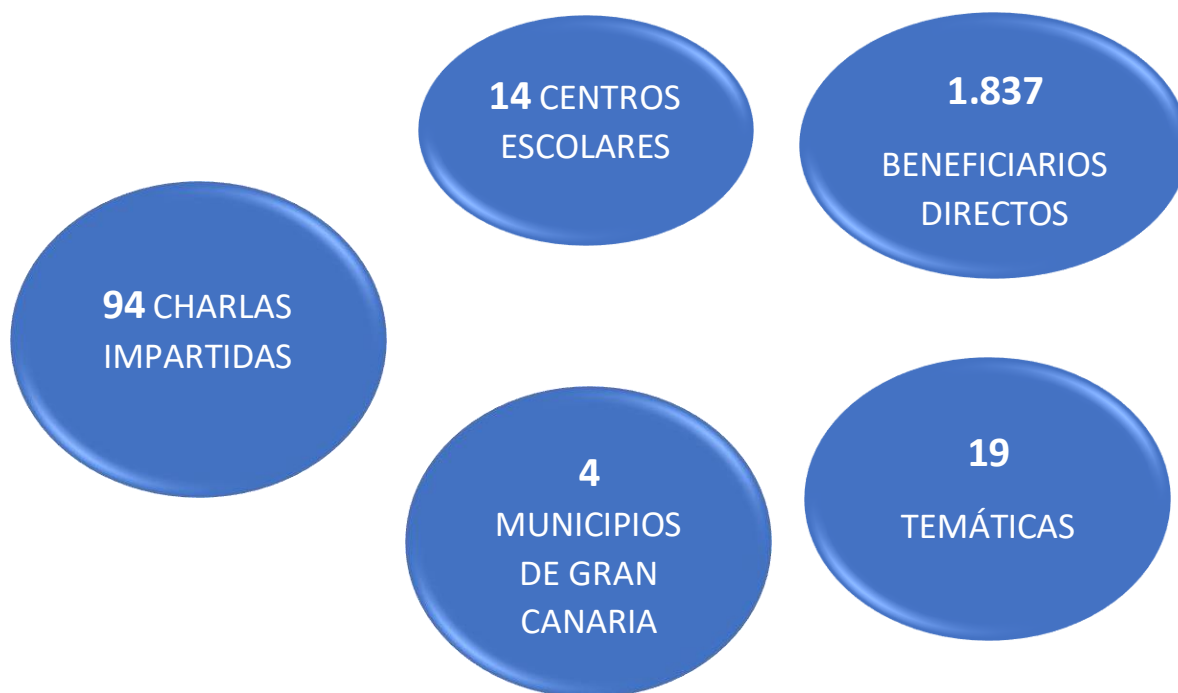 14 CENTROS
ESCOLARES
1.837
BENEFICIARIOS
DIRECTOS
94 CHARLAS
IMPARTIDAS
4
MUNICIPIOS
DE GRAN
CANARIA
19
TEMÁTICAS